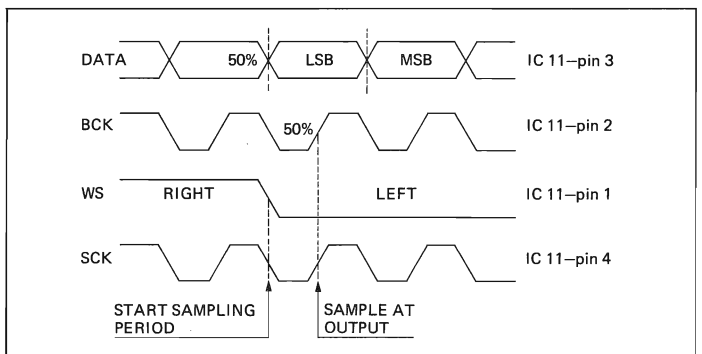 DATA 50% LSB MSB IC 11–pin 3
BCK 50% IC 11–pin 2
WS RIGHT LEFT IC 11–pin 1
SCK IC 11–pin 4
START SAMPLING PERIOD
SAMPLE AT OUTPUT